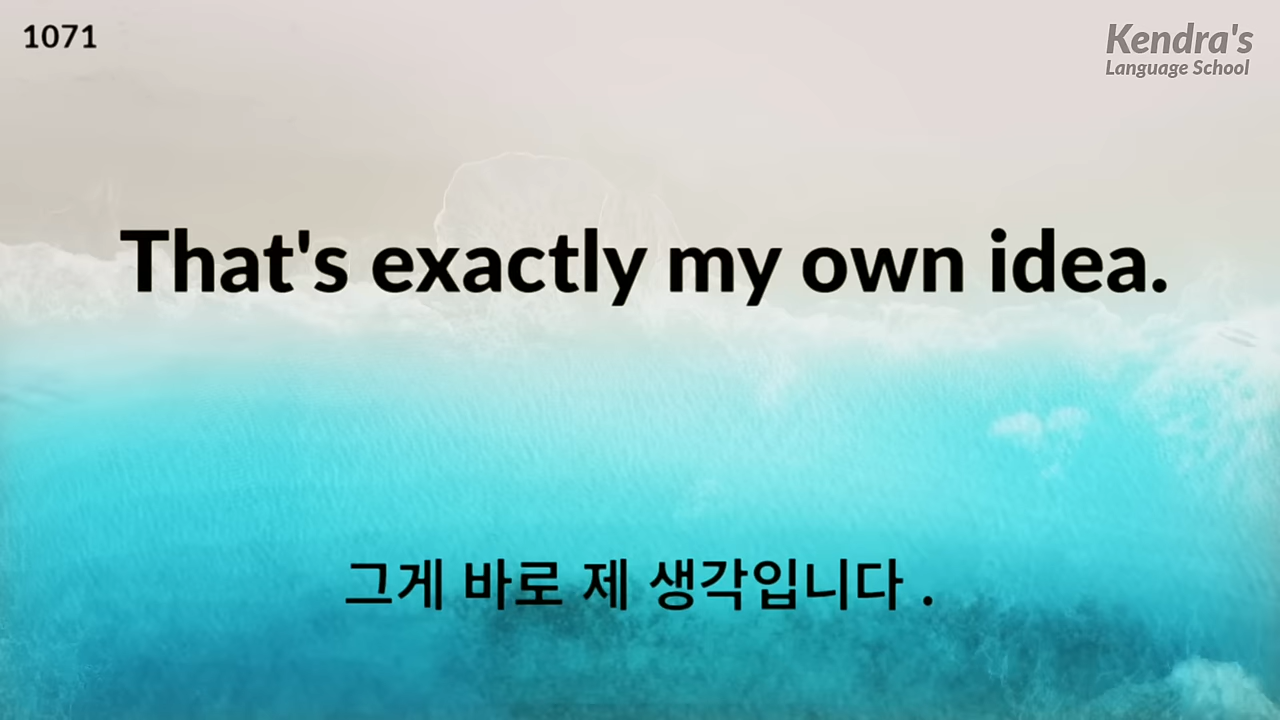 1071
Kendra's
Language School
That's exactly my own idea.
그게 바로 제 생각입니다 .